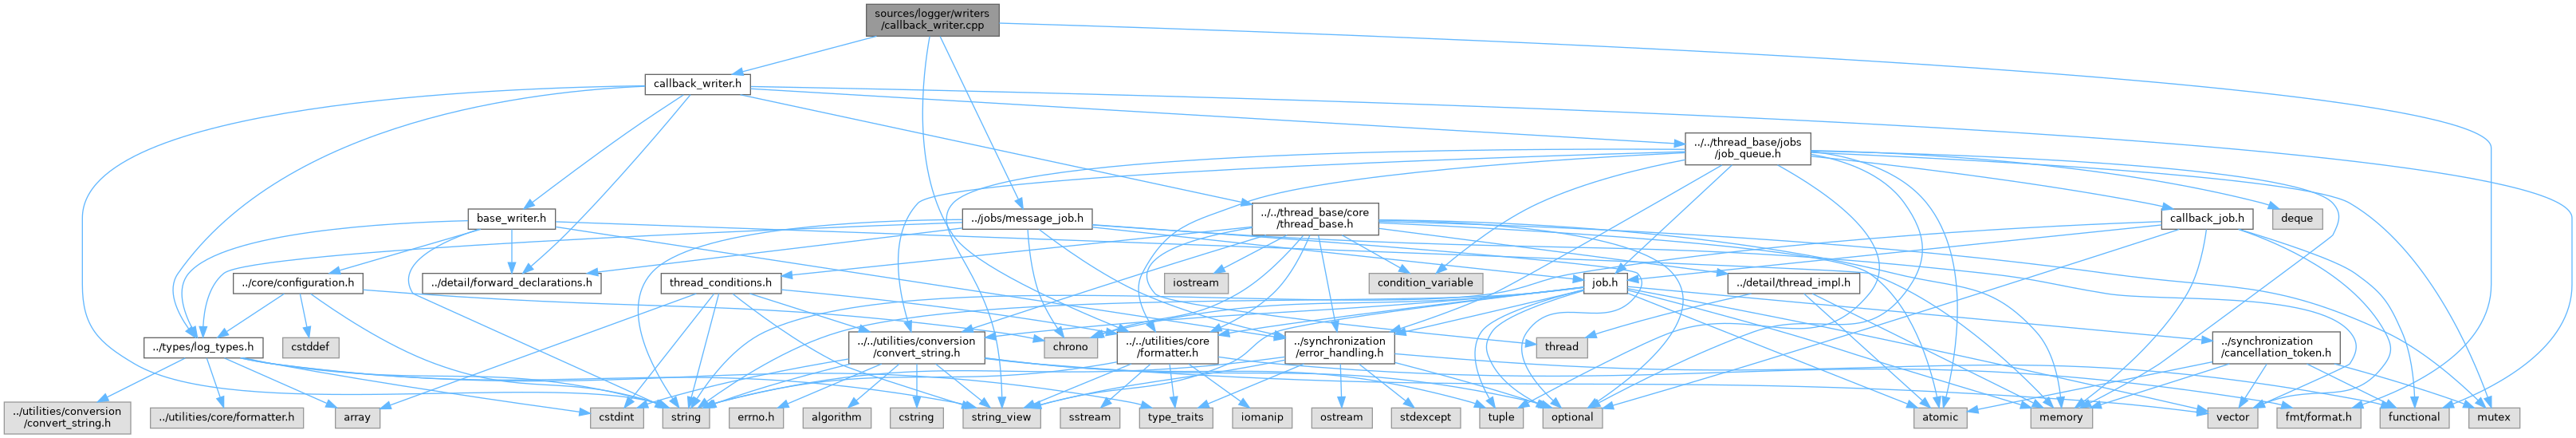 sources/logger/writers
/callback_writer.cpp
callback_writer.h
../../thread_base/jobs
/job_queue.h
base_writer.h
../jobs/message_job.h
../../thread_base/core
/thread_base.h
callback_job.h
deque
../core/configuration.h
../detail/forward_declarations.h
thread_conditions.h
iostream
condition_variable
job.h
../detail/thread_impl.h
../types/log_types.h
cstddef
../../utilities/conversion
/convert_string.h
chrono
../../utilities/core
/formatter.h
../synchronization
/error_handling.h
thread
../synchronization
/cancellation_token.h
../utilities/conversion
/convert_string.h
../utilities/core/formatter.h
array
cstdint
string
errno.h
algorithm
cstring
string_view
sstream
type_traits
iomanip
ostream
stdexcept
tuple
optional
atomic
memory
vector
fmt/format.h
functional
mutex